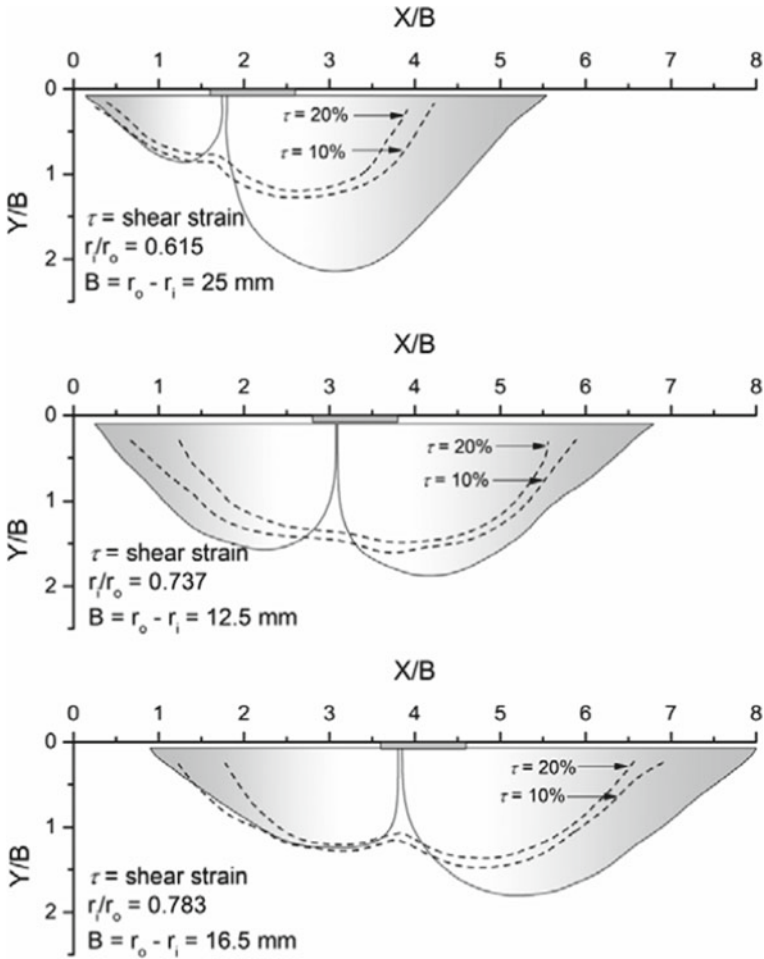 X/B
0 1 2 3 4 5 6 7 8
0
τ = 20%
τ = 10%
1
Y/B
τ = shear strain
rᵢ/rₒ = 0.615
2
B = rₒ - rᵢ = 25 mm
X/B
0 1 2 3 4 5 6 7 8
0
τ = 20%
τ = 10%
1
Y/B
τ = shear strain
rᵢ/rₒ = 0.737
2
B = rₒ - rᵢ = 12.5 mm
X/B
0 1 2 3 4 5 6 7 8
0
τ = 20%
τ = 10%
1
Y/B
τ = shear strain
rᵢ/rₒ = 0.783
2
B = rₒ - rᵢ = 16.5 mm